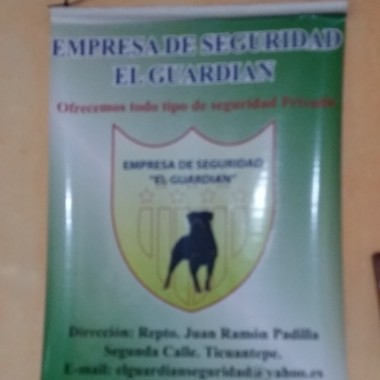 EMPRESA DE SEGURIDAD
EL GUARDIAN
Ofrecemos todo tipo de seguridad Privada
EMPRESA DE SEGURIDAD
"EL GUARDIAN"
Dirección: Repto. Juan Ramón Padilla
Segunda Calle. Ticuantepe.
E-mail: elguardianseguridad@yahoo.es